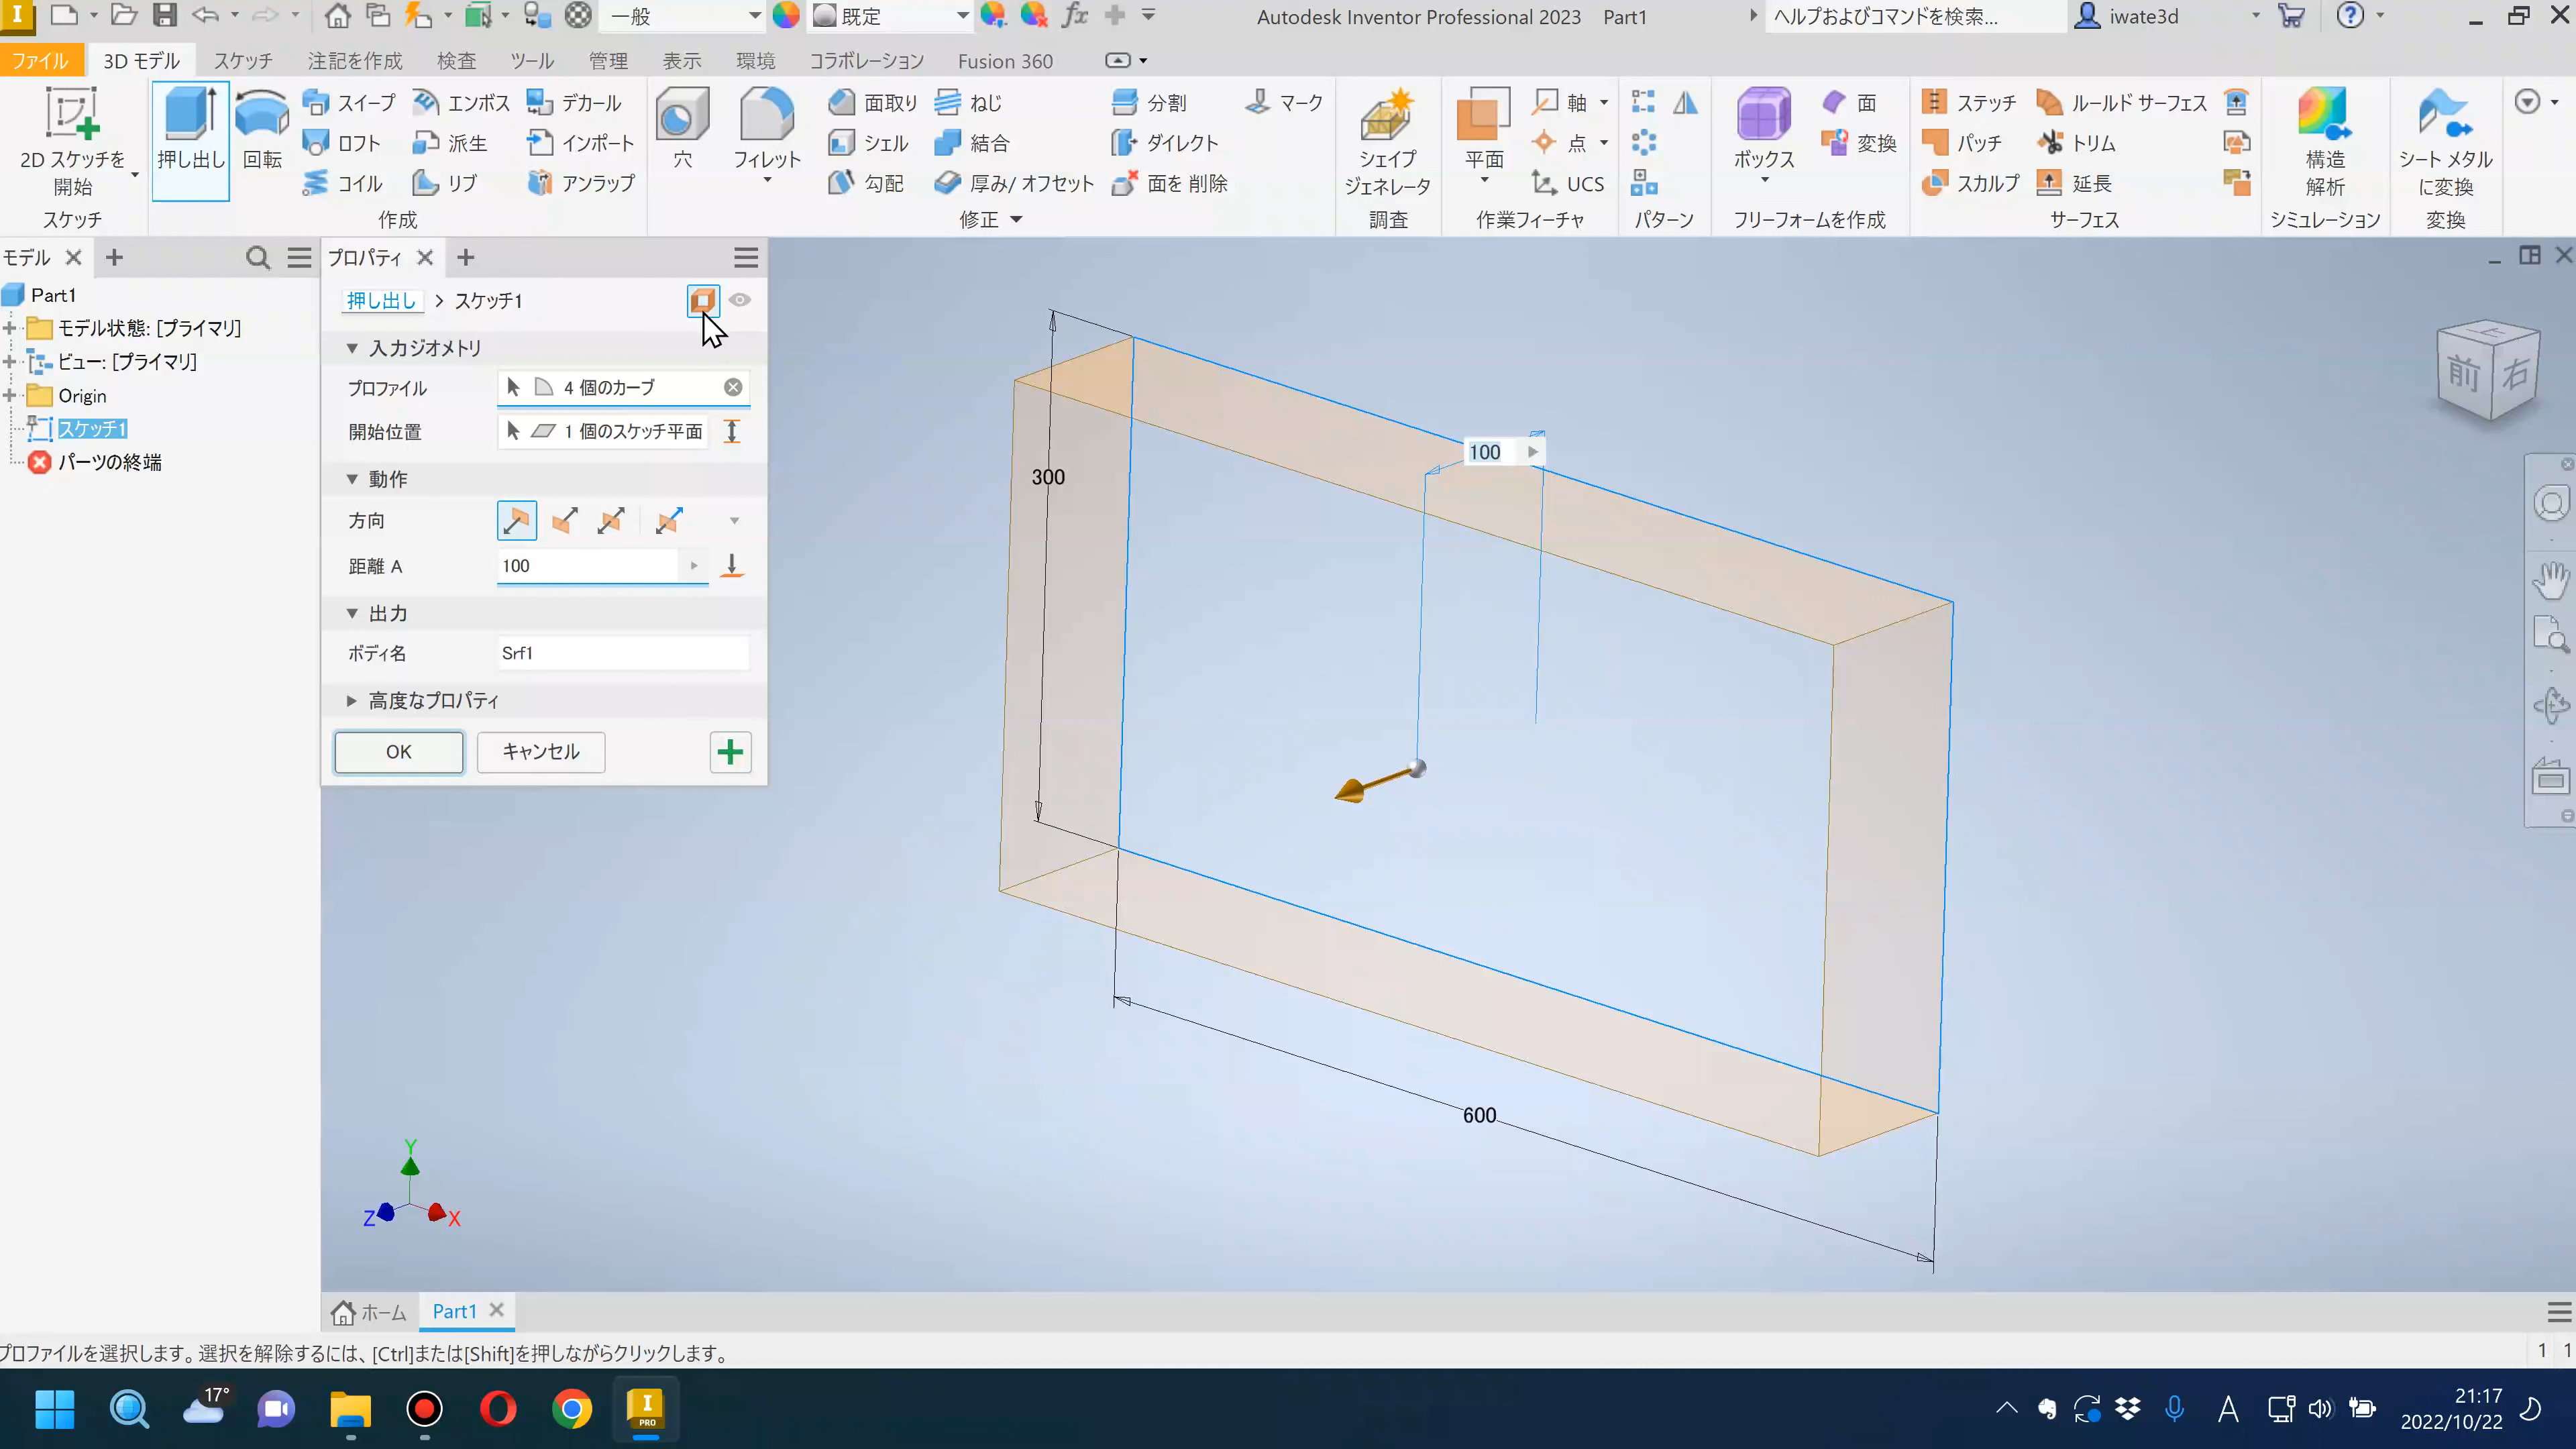 一般
既定
Autodesk Inventor Professional 2023 Part1
ヘルプおよびコマンドを検索...
iwate3d
ファイル
3D モデル
スケッチ
注記を作成
検査
ツール
管理
表示
環境
コラボレーション
Fusion 360
2D スケッチを
開始
押し出し
回転
スイープ
ロフト
コイル
エンボス
派生
リブ
デカール
インポート
アンラップ
穴
フィレット
面取り
シェル
勾配
ねじ
結合
厚み/ オフセット
分割
ダイレクト
面を 削除
マーク
シェイプ
ジェネレータ
平面
軸
点
UCS
ボックス
面
変換
ステッチ
パッチ
スカルプ
ルールド サーフェス
トリム
延長
構造
解析
シート メタル
に変換
スケッチ
作成
修正
調査
作業フィーチャ
パターン
フリーフォームを作成
サーフェス
シミュレーション
変換
モデル
Part1
モデル状態: [プライマリ]
ビュー: [プライマリ]
Origin
スケッチ1
パーツの終端
プロパティ
押し出し > スケッチ1
入力ジオメトリ
プロファイル
4 個のカーブ
開始位置
1 個のスケッチ平面
動作
方向
距離 A
100
出力
ボディ名
Srf1
高度なプロパティ
OK
キャンセル
300
100
600
前
右
上
Y
Z
X
ホーム
Part1
プロファイルを選択します。選択を解除するには、[Ctrl]または[Shift]を押しながらクリックします。
1 1
17°
I
PRO
A
21:17
2022/10/22